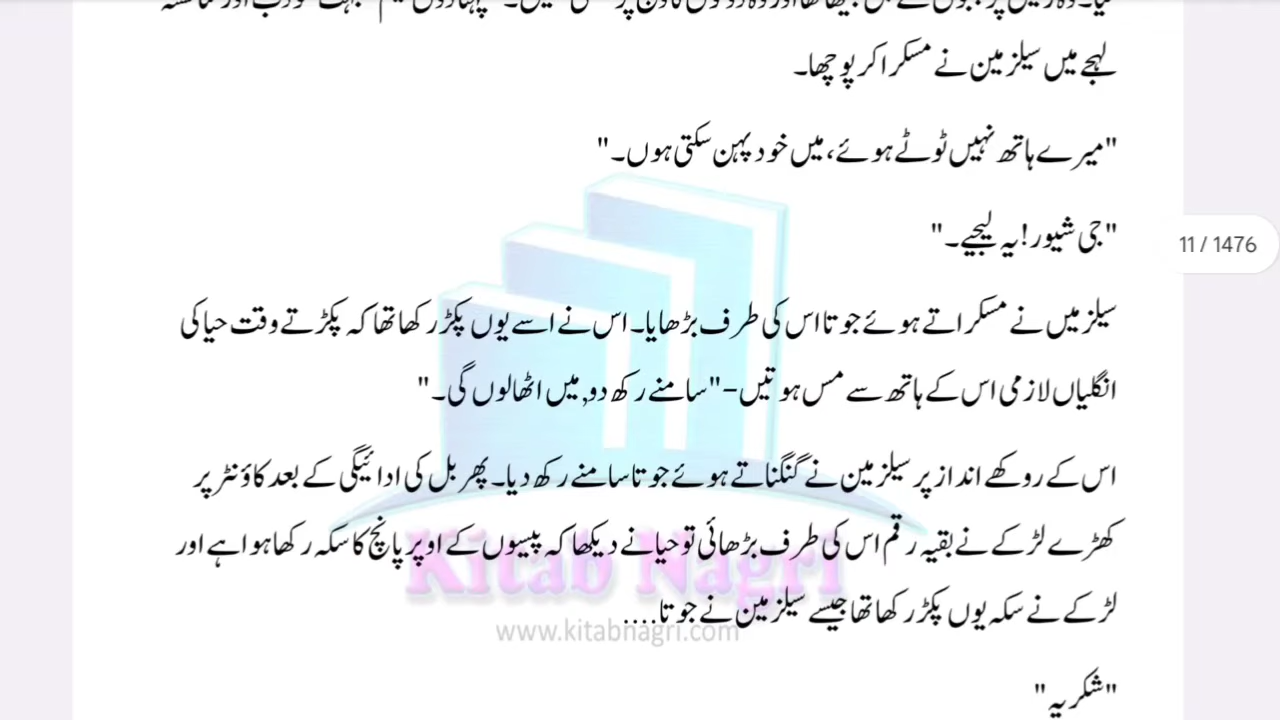 لہجے میں سیلز مین نے مسکرا کر پوچھا۔
"میرے ہاتھ نہیں ٹوٹے ہوئے، میں خود پہن سکتی ہوں۔"
"جی شیور! یہ لیجیے۔"
11 / 1476
سیلز میں نے مسکراتے ہوئے جوتا اس کی طرف بڑھایا۔ اس نے اسے یوں پکڑ رکھا تھا کہ پکڑتے وقت حیا کی
انگلیاں لازمی اس کے ہاتھ سے مس ہوتیں-"سامنے رکھ دو, میں اٹھا لوں گی۔"
اس کے روکھے انداز پر سیلز مین نے گنگناتے ہوئے جوتا سامنے رکھ دیا۔ پھر بل کی ادائیگی کے بعد کاؤنٹر پر
کھڑے لڑکے نے بقیہ رقم اس کی طرف بڑھائی تو حیا نے دیکھا کہ پیسوں کے اوپر پانچ کا سکہ رکھا ہوا ہے اور
لڑکے نے سکہ یوں پکڑ رکھا تھا جیسے سیلز مین نے جوتا....
Kitab Nagri
www.kitabnagri.com
"شکریہ"